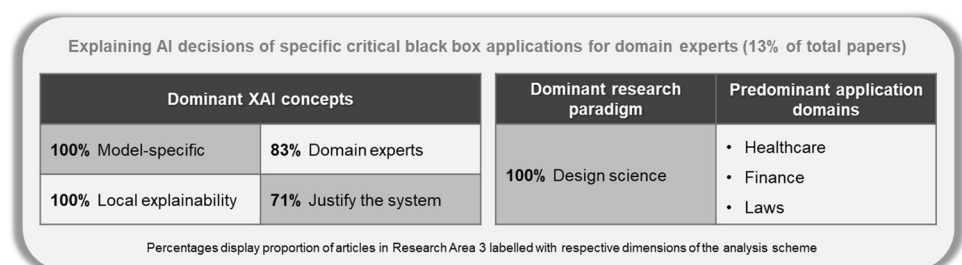 Explaining AI decisions of specific critical black box applications for domain experts (13% of total papers)
Dominant XAI concepts
100% Model-specific
83% Domain experts
100% Local explainability
71% Justify the system
Dominant research
paradigm
100% Design science
Predominant application
domains
• Healthcare
• Finance
• Laws
Percentages display proportion of articles in Research Area 3 labelled with respective dimensions of the analysis scheme